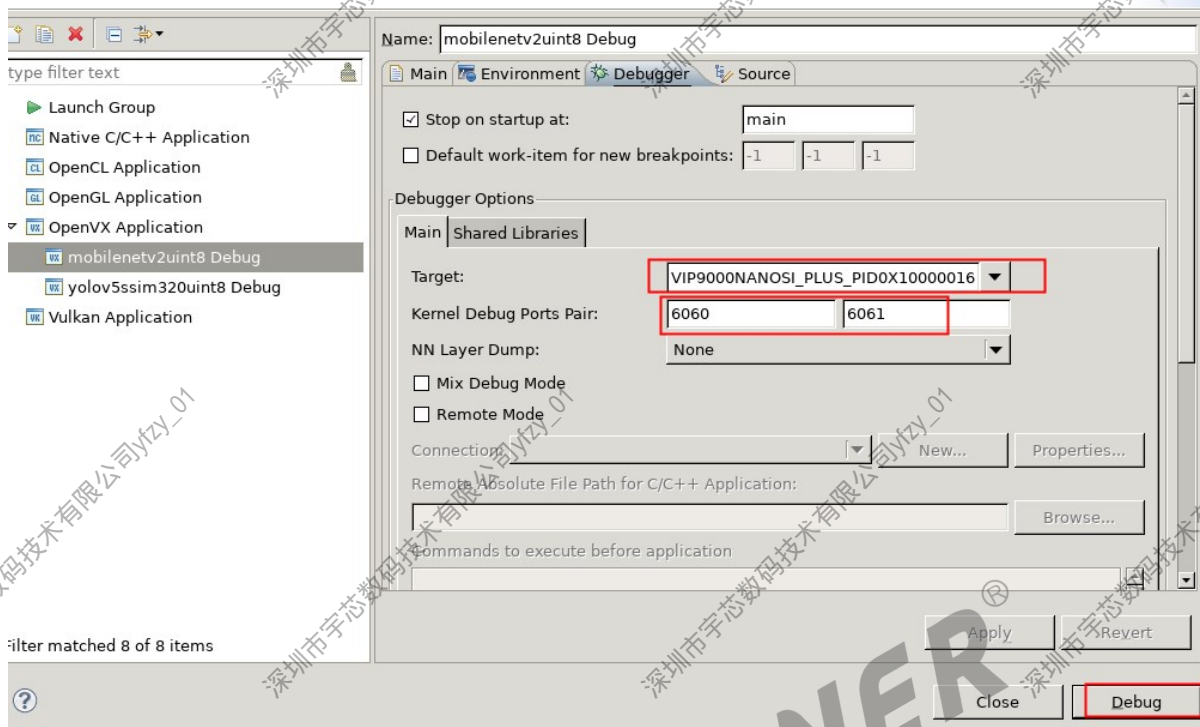 Name: mobilenetv2uint8 Debug
type filter text
Main Environment Debugger Source
Launch Group
Native C/C++ Application
OpenCL Application
OpenGL Application
OpenVX Application
mobilenetv2uint8 Debug
yolov5ssim320uint8 Debug
Vulkan Application
Stop on startup at: main
Default work-item for new breakpoints: -1 -1 -1
Debugger Options
Main Shared Libraries
Target: VIP9000NANOSI_PLUS_PID0X10000016
Kernel Debug Ports Pair: 6060 6061
NN Layer Dump: None
Mix Debug Mode
Remote Mode
Connection: New... Properties...
Remote Absolute File Path for C/C++ Application:
Browse...
Commands to execute before application
Apply Revert
Filter matched 8 of 8 items
Close Debug
深圳市宇芯数码技术有限公司yfzy_01
NER®